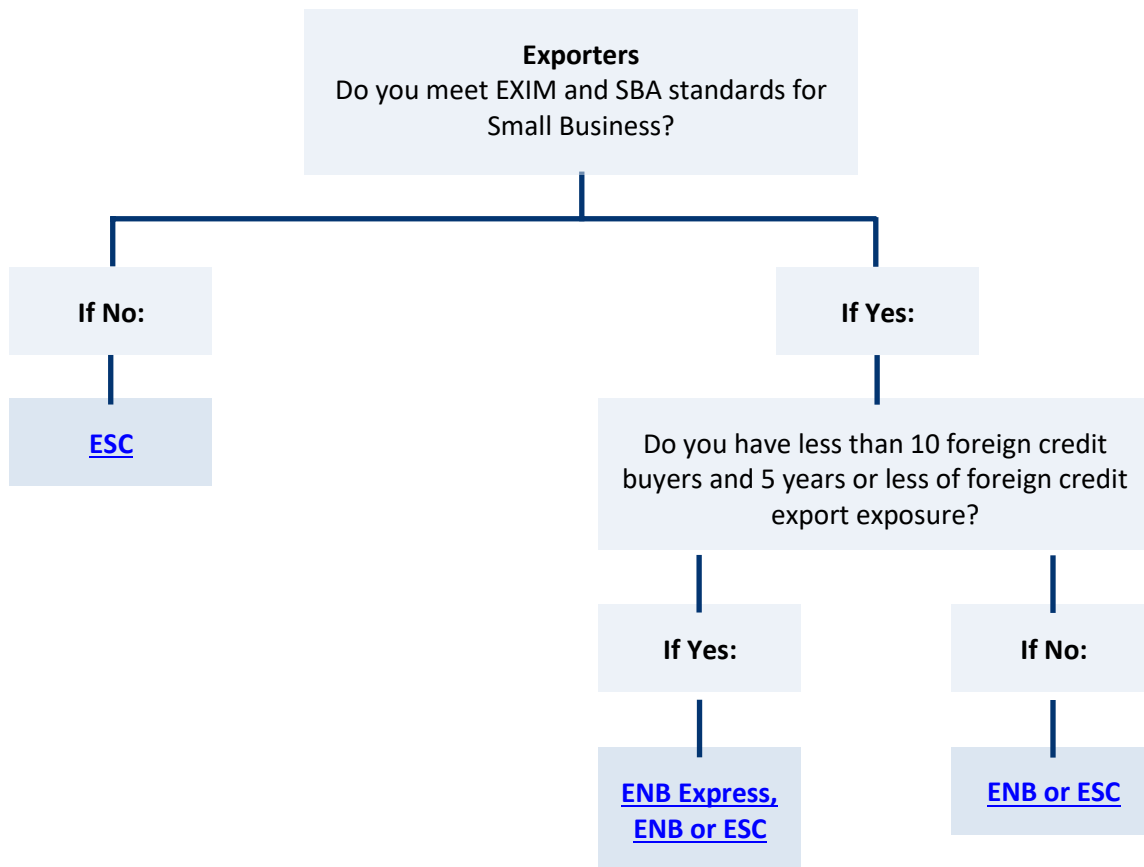 Exporters
Do you meet EXIM and SBA standards for
Small Business?
If No:
If Yes:
ESC
Do you have less than 10 foreign credit
buyers and 5 years or less of foreign credit
export exposure?
If Yes:
If No:
ENB Express,
ENB or ESC
ENB or ESC